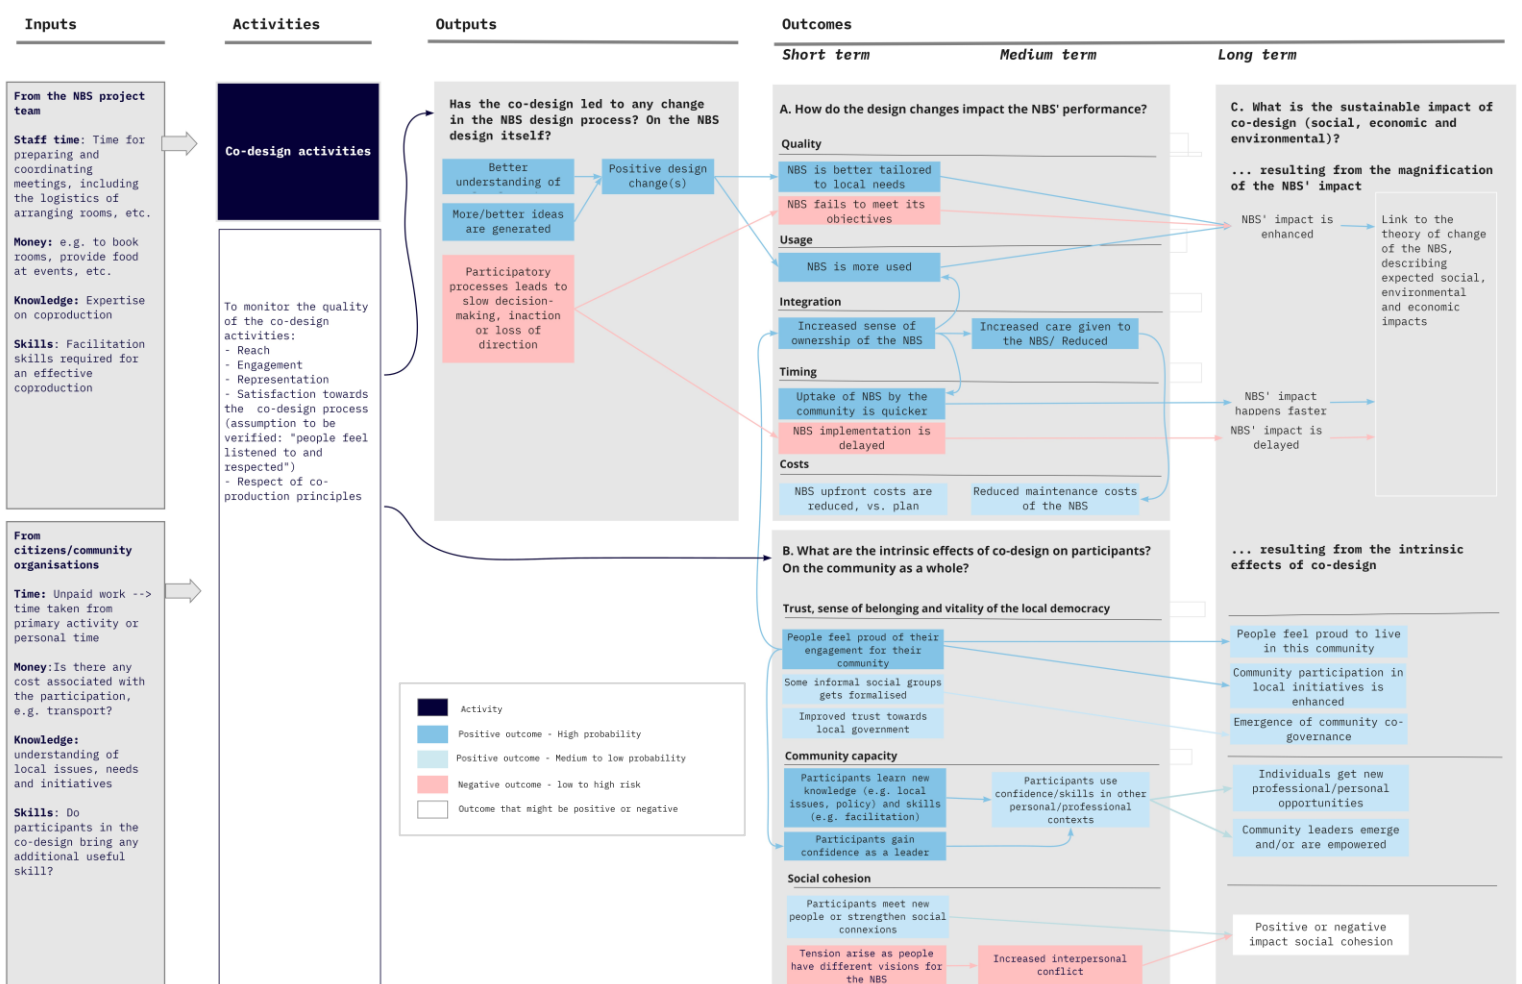 Inputs
Activities
Outputs
Outcomes
Short term
Medium term
Long term
From the NBS project
team
Staff time: Time for
preparing and
coordinating
meetings, including
the logistics of
arranging rooms, etc.
Money: e.g. to book
rooms, provide food
at events, etc.
Knowledge: Expertise
on coproduction
Skills: Facilitation
skills required for
an effective
coproduction
From
citizens/community
organisations
Time: Unpaid work -->
time taken from
primary activity or
personal time
Money:Is there any
cost associated with
the participation,
e.g. transport?
Knowledge:
understanding of
local issues, needs
and initiatives
Skills: Do
participants in the
co-design bring any
additional useful
skill?
Co-design activities
To monitor the quality
of the co-design
activities:
- Reach
- Engagement
- Representation
- Satisfaction towards
the co-design process
(assumption to be
verified: "people feel
listened to and
respected")
- Respect of co-
production principles
Has the co-design led to any change
in the NBS design process? On the NBS
design itself?
Better
understanding of
Positive design
change(s)
More/better ideas
are generated
Participatory
processes leads to
slow decision-
making, inaction
or loss of
direction
Activity
Positive outcome - High probability
Positive outcome - Medium to low probability
Negative outcome - low to high risk
Outcome that might be positive or negative
A. How do the design changes impact the NBS' performance?
Quality
NBS is better tailored
to local needs
NBS fails to meet its
objectives
Usage
NBS is more used
Integration
Increased sense of
ownership of the NBS
Increased care given to
the NBS/ Reduced
Timing
Uptake of NBS by the
community is quicker
NBS implementation is
delayed
Costs
NBS upfront costs are
reduced, vs. plan
Reduced maintenance costs
of the NBS
B. What are the intrinsic effects of co-design on participants?
On the community as a whole?
Trust, sense of belonging and vitality of the local democracy
People feel proud of their
engagement for their
community
Some informal social groups
gets formalised
Improved trust towards
local government
Community capacity
Participants learn new
knowledge (e.g. local
issues, policy) and skills
(e.g. facilitation)
Participants use
confidence/skills in other
personal/professional
contexts
Participants gain
confidence as a leader
Social cohesion
Participants meet new
people or strengthen social
connexions
Tension arise as people
have different visions for
the NBS
Increased interpersonal
conflict
C. What is the sustainable impact of
co-design (social, economic and
environmental)?
... resulting from the magnification
of the NBS' impact
NBS' impact is
enhanced
Link to the
theory of change
of the NBS,
describing
expected social,
environmental
and economic
impacts
NBS' impact
happens faster
NBS' impact is
delayed
... resulting from the intrinsic
effects of co-design
People feel proud to live
in this community
Community participation in
local initiatives is
enhanced
Emergence of community co-
governance
Individuals get new
professional/personal
opportunities
Community leaders emerge
and/or are empowered
Positive or negative
impact social cohesion